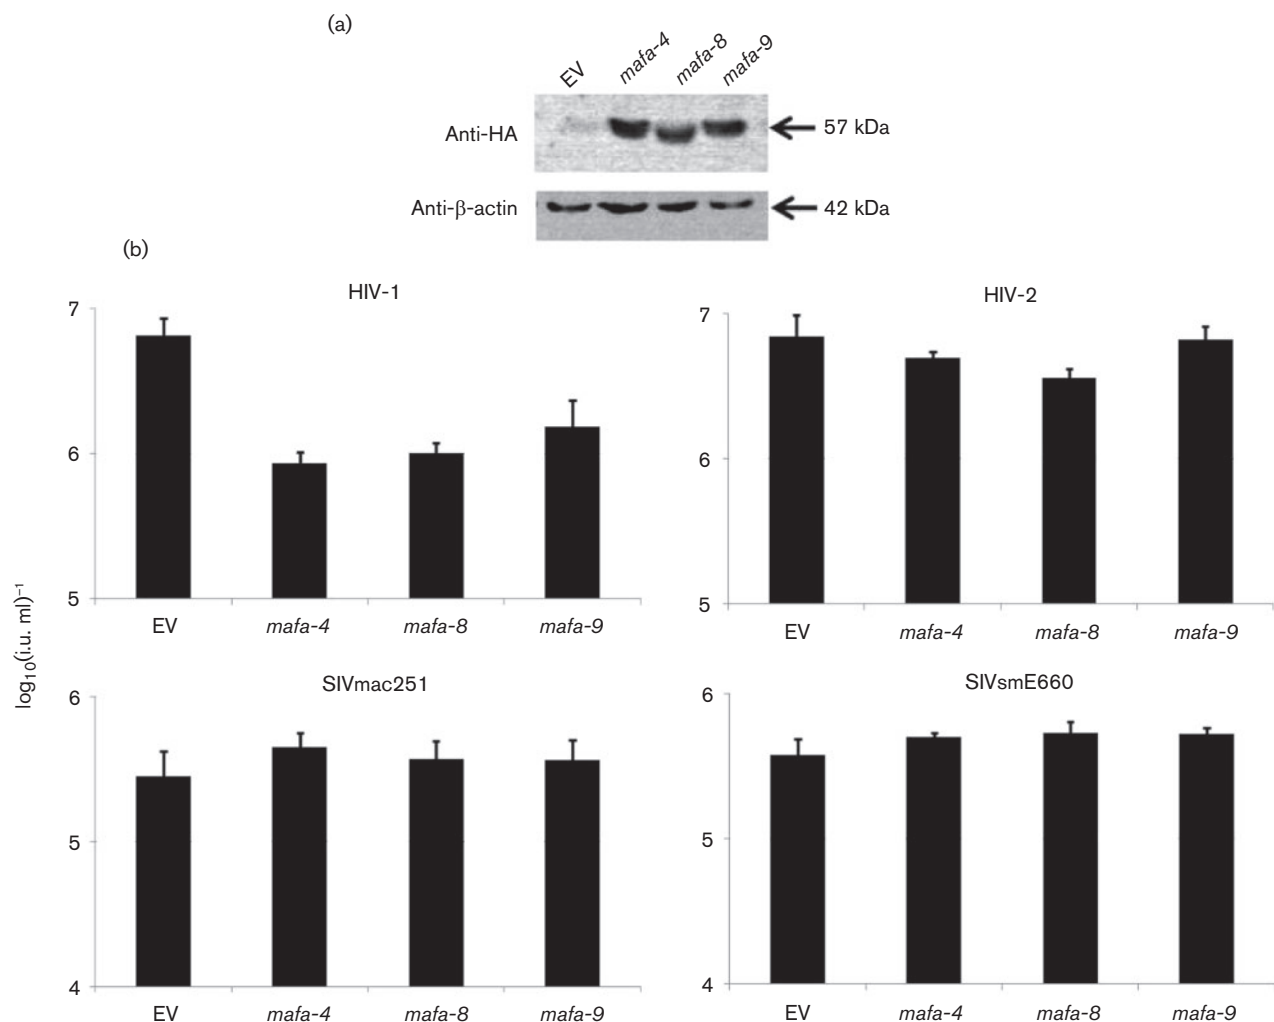 (a)
EV mafa-4 mafa-8 mafa-9
Anti-HA 57 kDa
Anti-β-actin 42 kDa
(b)
HIV-1
7
6
5
EV mafa-4 mafa-8 mafa-9
HIV-2
7
6
5
EV mafa-4 mafa-8 mafa-9
log10(i.u. ml)−1
SIVmac251
6
5
4
EV mafa-4 mafa-8 mafa-9
SIVsmE660
6
5
4
EV mafa-4 mafa-8 mafa-9